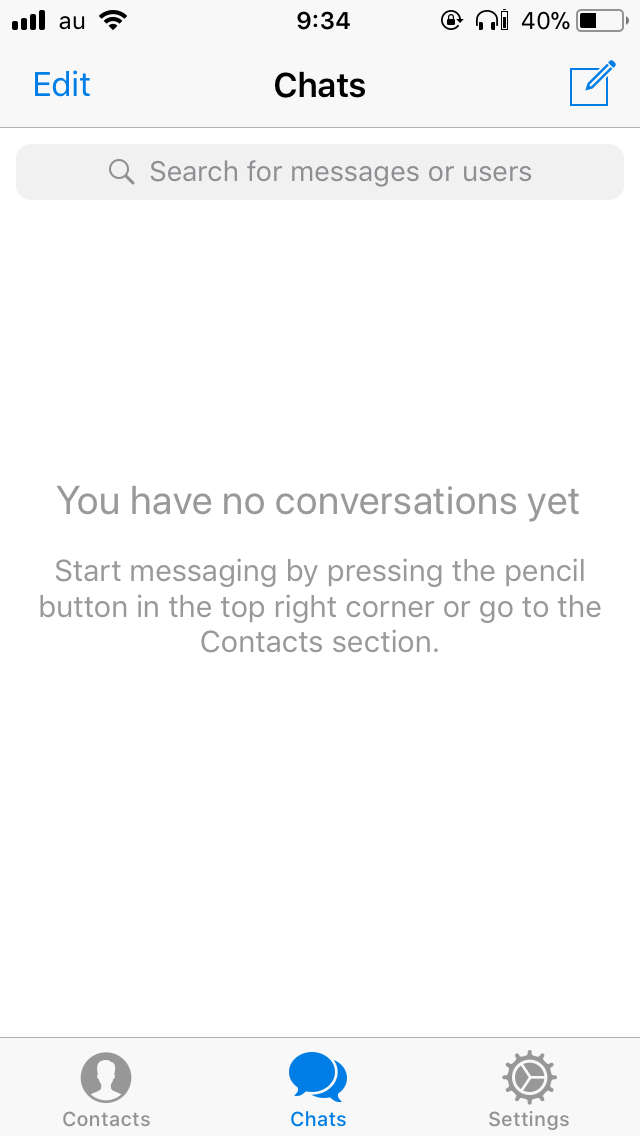 au 9:34 40%
Edit Chats
Search for messages or users
You have no conversations yet
Start messaging by pressing the pencil
button in the top right corner or go to the
Contacts section.
Contacts Chats Settings